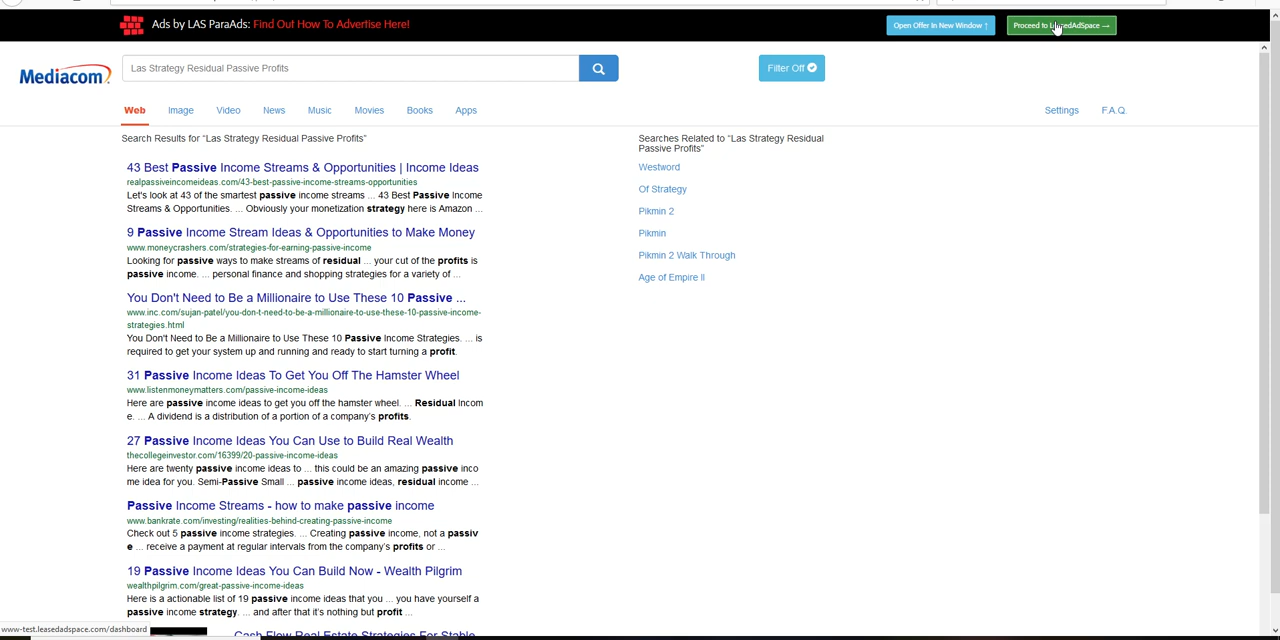 Ads by LAS ParaAds: Find Out How To Advertise Here!
Open Offer In New Window ↑
Proceed to LeasedAdSpace →
Mediacom
Las Strategy Residual Passive Profits
Filter Off
Web Image Video News Music Movies Books Apps Settings F.A.Q.
Search Results for “Las Strategy Residual Passive Profits”
43 Best Passive Income Streams & Opportunities | Income Ideas
realpassiveincomeideas.com/43-best-passive-income-streams-opportunities
Let's look at 43 of the smartest passive income streams ... 43 Best Passive Income
Streams & Opportunities. ... Obviously your monetization strategy here is Amazon ...
9 Passive Income Stream Ideas & Opportunities to Make Money
www.moneycrashers.com/strategies-for-earning-passive-income
Looking for passive ways to make streams of residual ... your cut of the profits is
passive income. ... personal finance and shopping strategies for a variety of ...
You Don't Need to Be a Millionaire to Use These 10 Passive ...
www.inc.com/sujan-patel/you-don-t-need-to-be-a-millionaire-to-use-these-10-passive-income-
strategies.html
You Don't Need to Be a Millionaire to Use These 10 Passive Income Strategies. ... is
required to get your system up and running and ready to start turning a profit.
31 Passive Income Ideas To Get You Off The Hamster Wheel
www.listenmoneymatters.com/passive-income-ideas
Here are passive income ideas to get you off the hamster wheel. ... Residual Incom
e. ... A dividend is a distribution of a portion of a company's profits.
27 Passive Income Ideas You Can Use to Build Real Wealth
thecollegeinvestor.com/16399/20-passive-income-ideas
Here are twenty passive income ideas to ... this could be an amazing passive inco
me idea for you. Semi-Passive Small ... passive income ideas, residual income ...
Passive Income Streams - how to make passive income
www.bankrate.com/investing/realities-behind-creating-passive-income
Check out 5 passive income strategies. ... Creating passive income, not a passiv
e ... receive a payment at regular intervals from the company's profits or ...
19 Passive Income Ideas You Can Build Now - Wealth Pilgrim
wealthpilgrim.com/great-passive-income-ideas
Here is a actionable list of 19 passive income ideas that you ... you have yourself a
passive income strategy. ... and after that it's nothing but profit ...
Cash Flow Real Estate Strategies For Stable
Searches Related to “Las Strategy Residual
Passive Profits”
Westword
Of Strategy
Pikmin 2
Pikmin
Pikmin 2 Walk Through
Age of Empire II
www-test.leasedadspace.com/dashboard